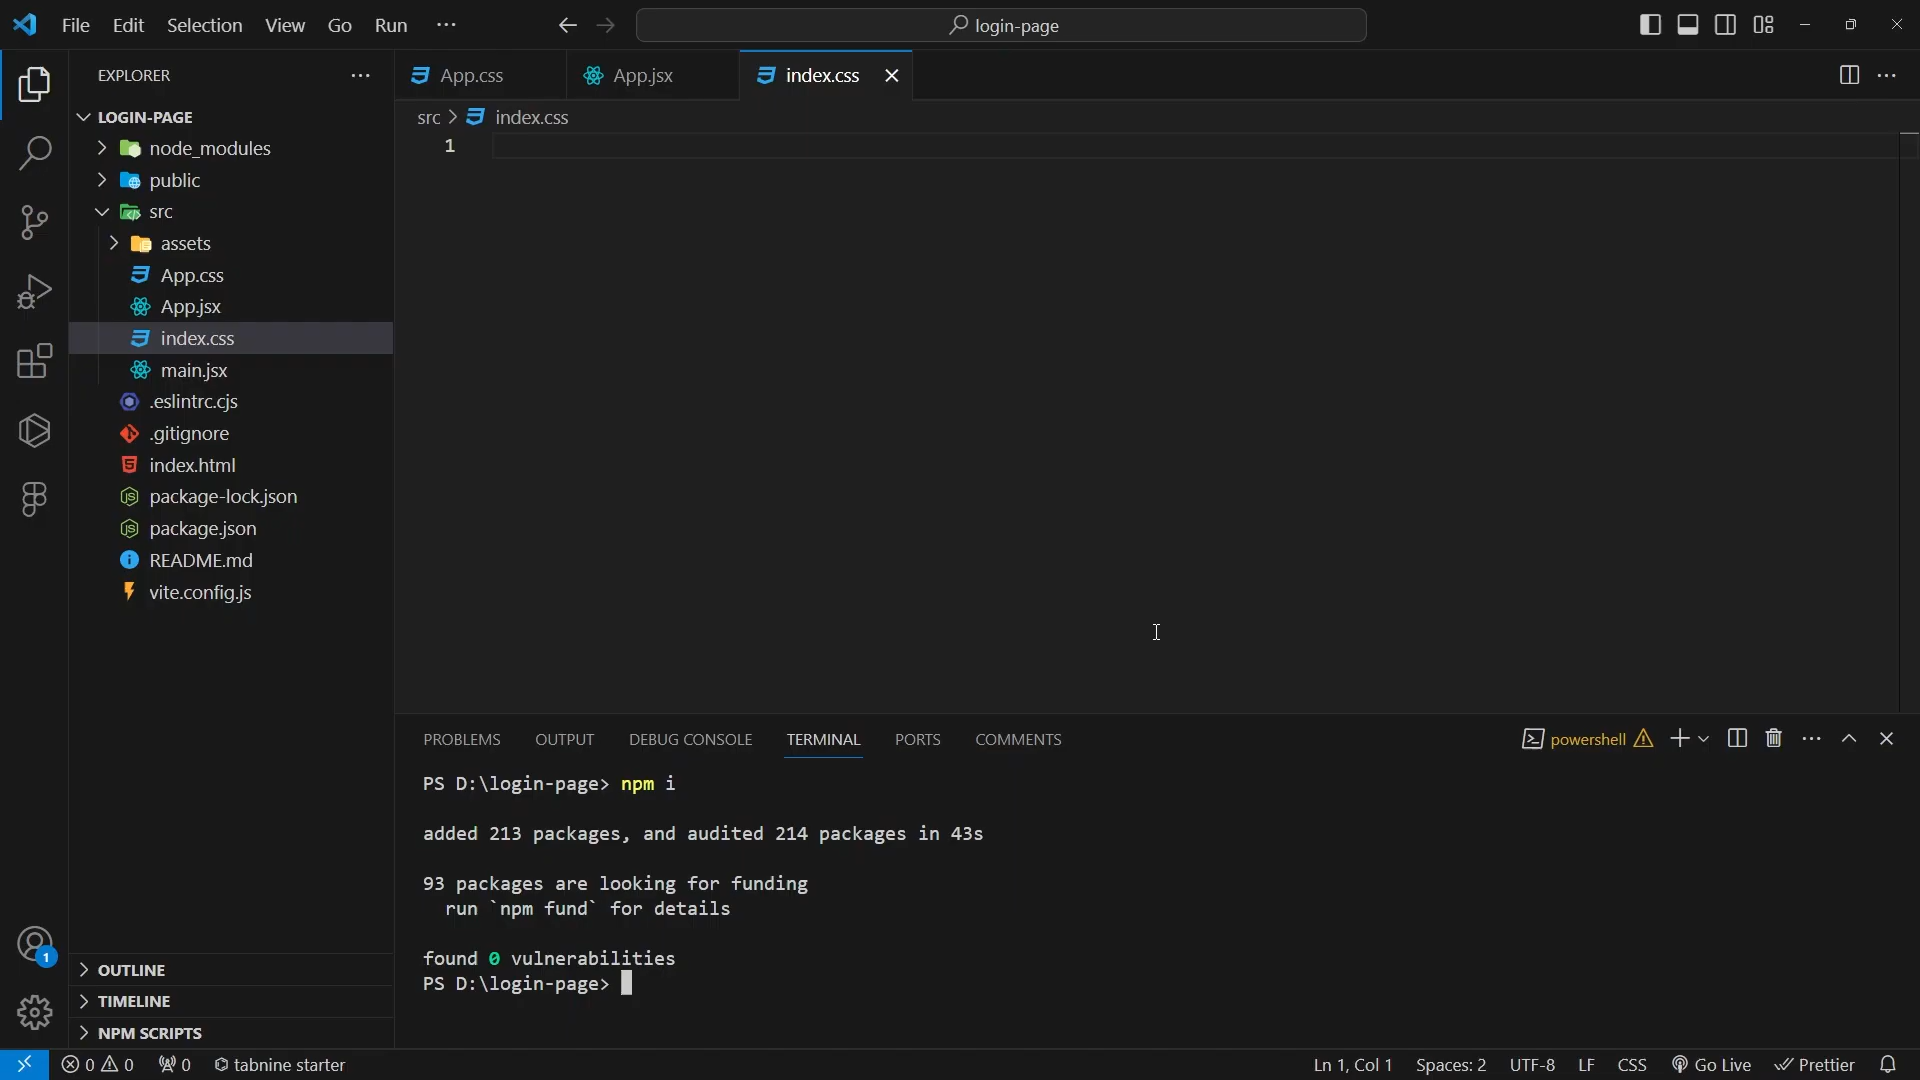 File Edit Selection View Go Run
login-page
EXPLORER
LOGIN-PAGE
node_modules
public
src
assets
App.css
App.jsx
index.css
main.jsx
.eslintrc.cjs
.gitignore
index.html
package-lock.json
package.json
README.md
vite.config.js
OUTLINE
TIMELINE
NPM SCRIPTS
App.css App.jsx index.css
src > index.css
1
PROBLEMS OUTPUT DEBUG CONSOLE TERMINAL PORTS COMMENTS
powershell
PS D:\login-page> npm i
added 213 packages, and audited 214 packages in 43s
93 packages are looking for funding
run `npm fund` for details
found 0 vulnerabilities
PS D:\login-page>
1
0 0 0 tabnine starter
Ln 1, Col 1 Spaces: 2 UTF-8 LF CSS Go Live Prettier